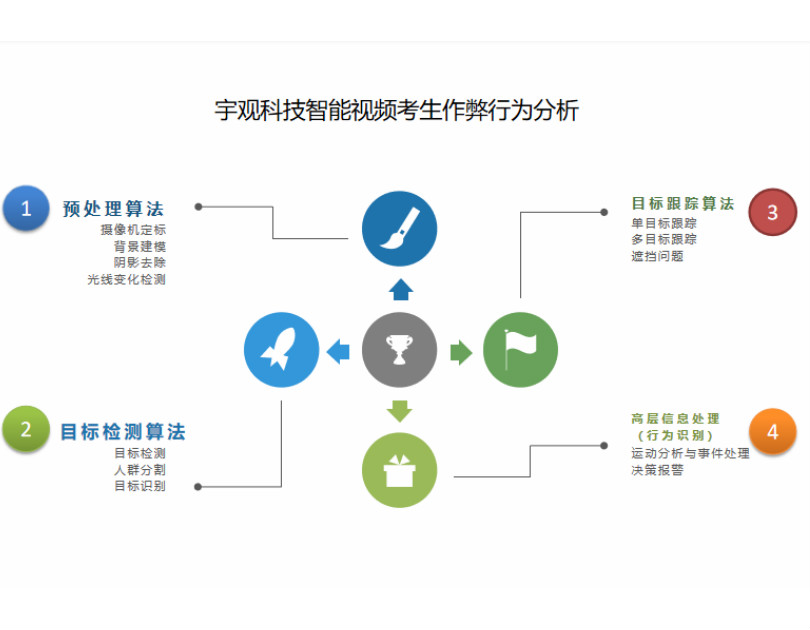 宇观科技智能视频考生作弊行为分析
1
预处理算法
摄像机定标
背景建模
阴影去除
光线变化检测
2
目标检测算法
目标检测
人群分割
目标识别
3
目标跟踪算法
单目标跟踪
多目标跟踪
遮挡问题
4
高层信息处理
(行为识别)
运动分析与事件处理
决策报警